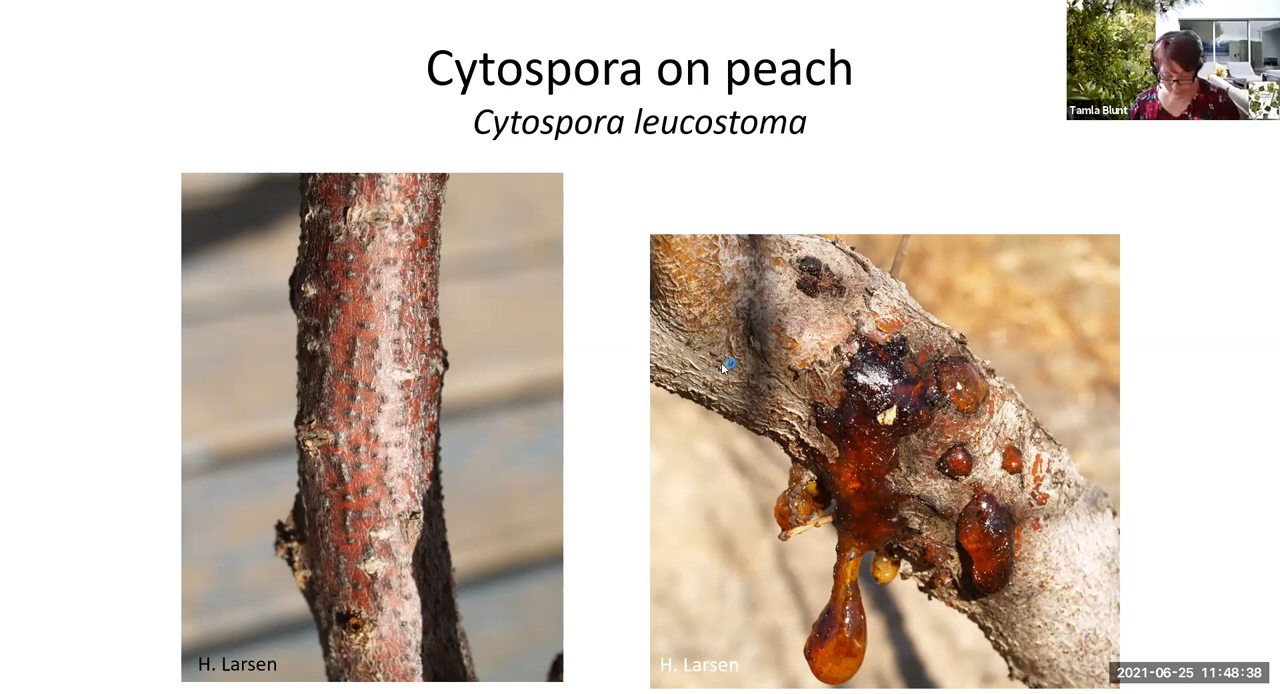 Cytospora on peach
Cytospora leucostoma
Tamla Blunt
H. Larsen
H. Larsen
2021-06-25 11:48:38